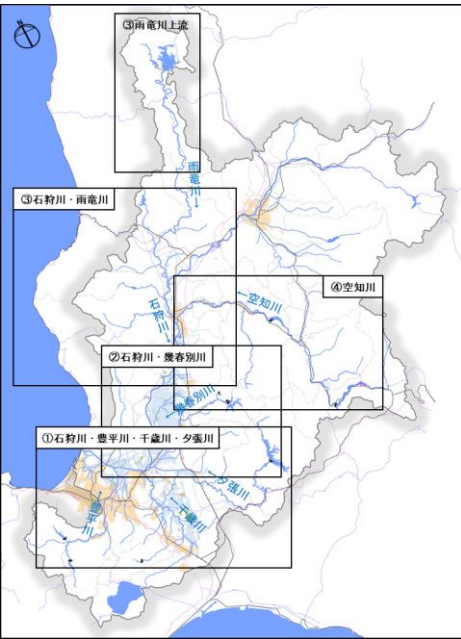 ③雨竜川上流
雨竜川→
③石狩川・雨竜川
④空知川
←空知川
石狩川→
②石狩川・幾春別川
幾春別川
①石狩川・豊平川・千歳川・夕張川
←夕張川
←千歳川
豊平川→